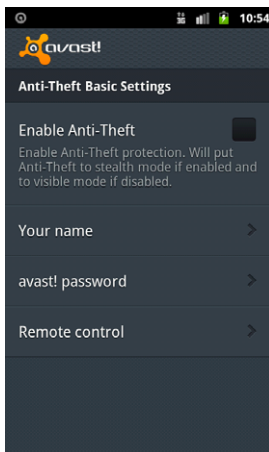 10:54
avast!
Anti-Theft Basic Settings
Enable Anti-Theft
Enable Anti-Theft protection. Will put
Anti-Theft to stealth mode if enabled and
to visible mode if disabled.
Your name
avast! password
Remote control